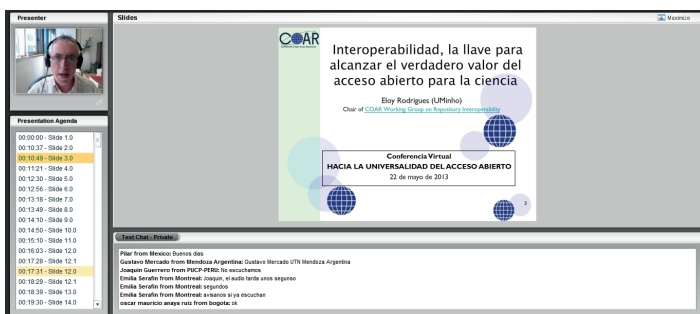 Presenter
Presentation Agenda
00:00:00 - Slide 1.0
00:10:37 - Slide 2.0
00:10:49 - Slide 3.0
00:11:21 - Slide 4.0
00:12:30 - Slide 5.0
00:12:56 - Slide 6.0
00:13:18 - Slide 7.0
00:13:49 - Slide 8.0
00:14:10 - Slide 9.0
00:14:50 - Slide 10.0
00:15:10 - Slide 11.0
00:16:03 - Slide 12.0
00:17:28 - Slide 12.1
00:17:31 - Slide 12.0
00:18:29 - Slide 12.1
00:18:39 - Slide 13.0
00:19:30 - Slide 14.0
Slides
Maximize
COAR
Interoperabilidad, la llave para
alcanzar el verdadero valor del
acceso abierto para la ciencia
Eloy Rodrigues (UMinho)
Chair of COAR Working Group on Repository Interoperability
Conferencia Virtual
HACIA LA UNIVERSALIDAD DEL ACCESO ABIERTO
22 de mayo de 2013
3
Text Chat - Private
Pilar from Mexico: Buenos dias
Gustavo Mercado from Mendoza Argentina: Gustavo Mercado UTN Mendoza Argentina
Joaquin Guerrero from PUCP-PERU: No escuchamos
Emilia Serafin from Montreal: Joaquin, el audio tarda unos segunso
Emilia Serafin from Montreal: segundos
Emilia Serafin from Montreal: avisanos si ya escuchan
oscar mauricio anaya ruiz from bogota: ok